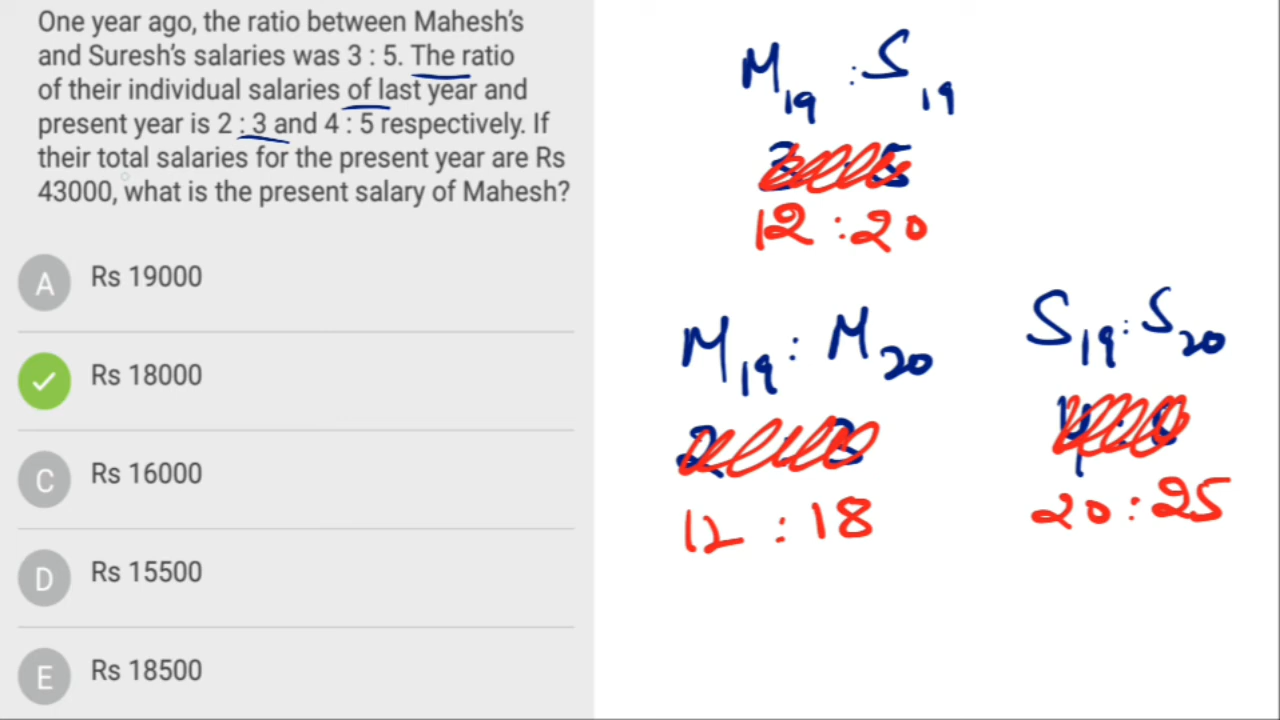 One year ago, the ratio between Mahesh's
and Suresh's salaries was 3 : 5. The ratio
of their individual salaries of last year and
present year is 2 : 3 and 4 : 5 respectively. If
their total salaries for the present year are Rs
43000, what is the present salary of Mahesh?
A Rs 19000
Rs 18000
C Rs 16000
D Rs 15500
E Rs 18500
M19 : S19
12 : 20
M19 : M20
12 : 18
S19 : S20
20 : 25